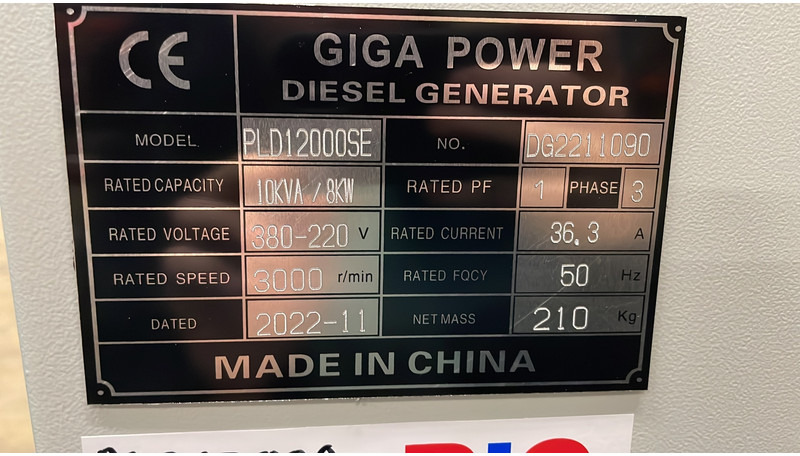 CE
GIGA POWER
DIESEL GENERATOR
MODEL PLD12000SE NO. DG2211090
RATED CAPACITY 10KVA / 8KW RATED PF 1 PHASE 3
RATED VOLTAGE 380-220 V RATED CURRENT 36.3 A
RATED SPEED 3000 r/min RATED FQCY 50 Hz
DATED 2022-11 NET MASS 210 Kg
MADE IN CHINA